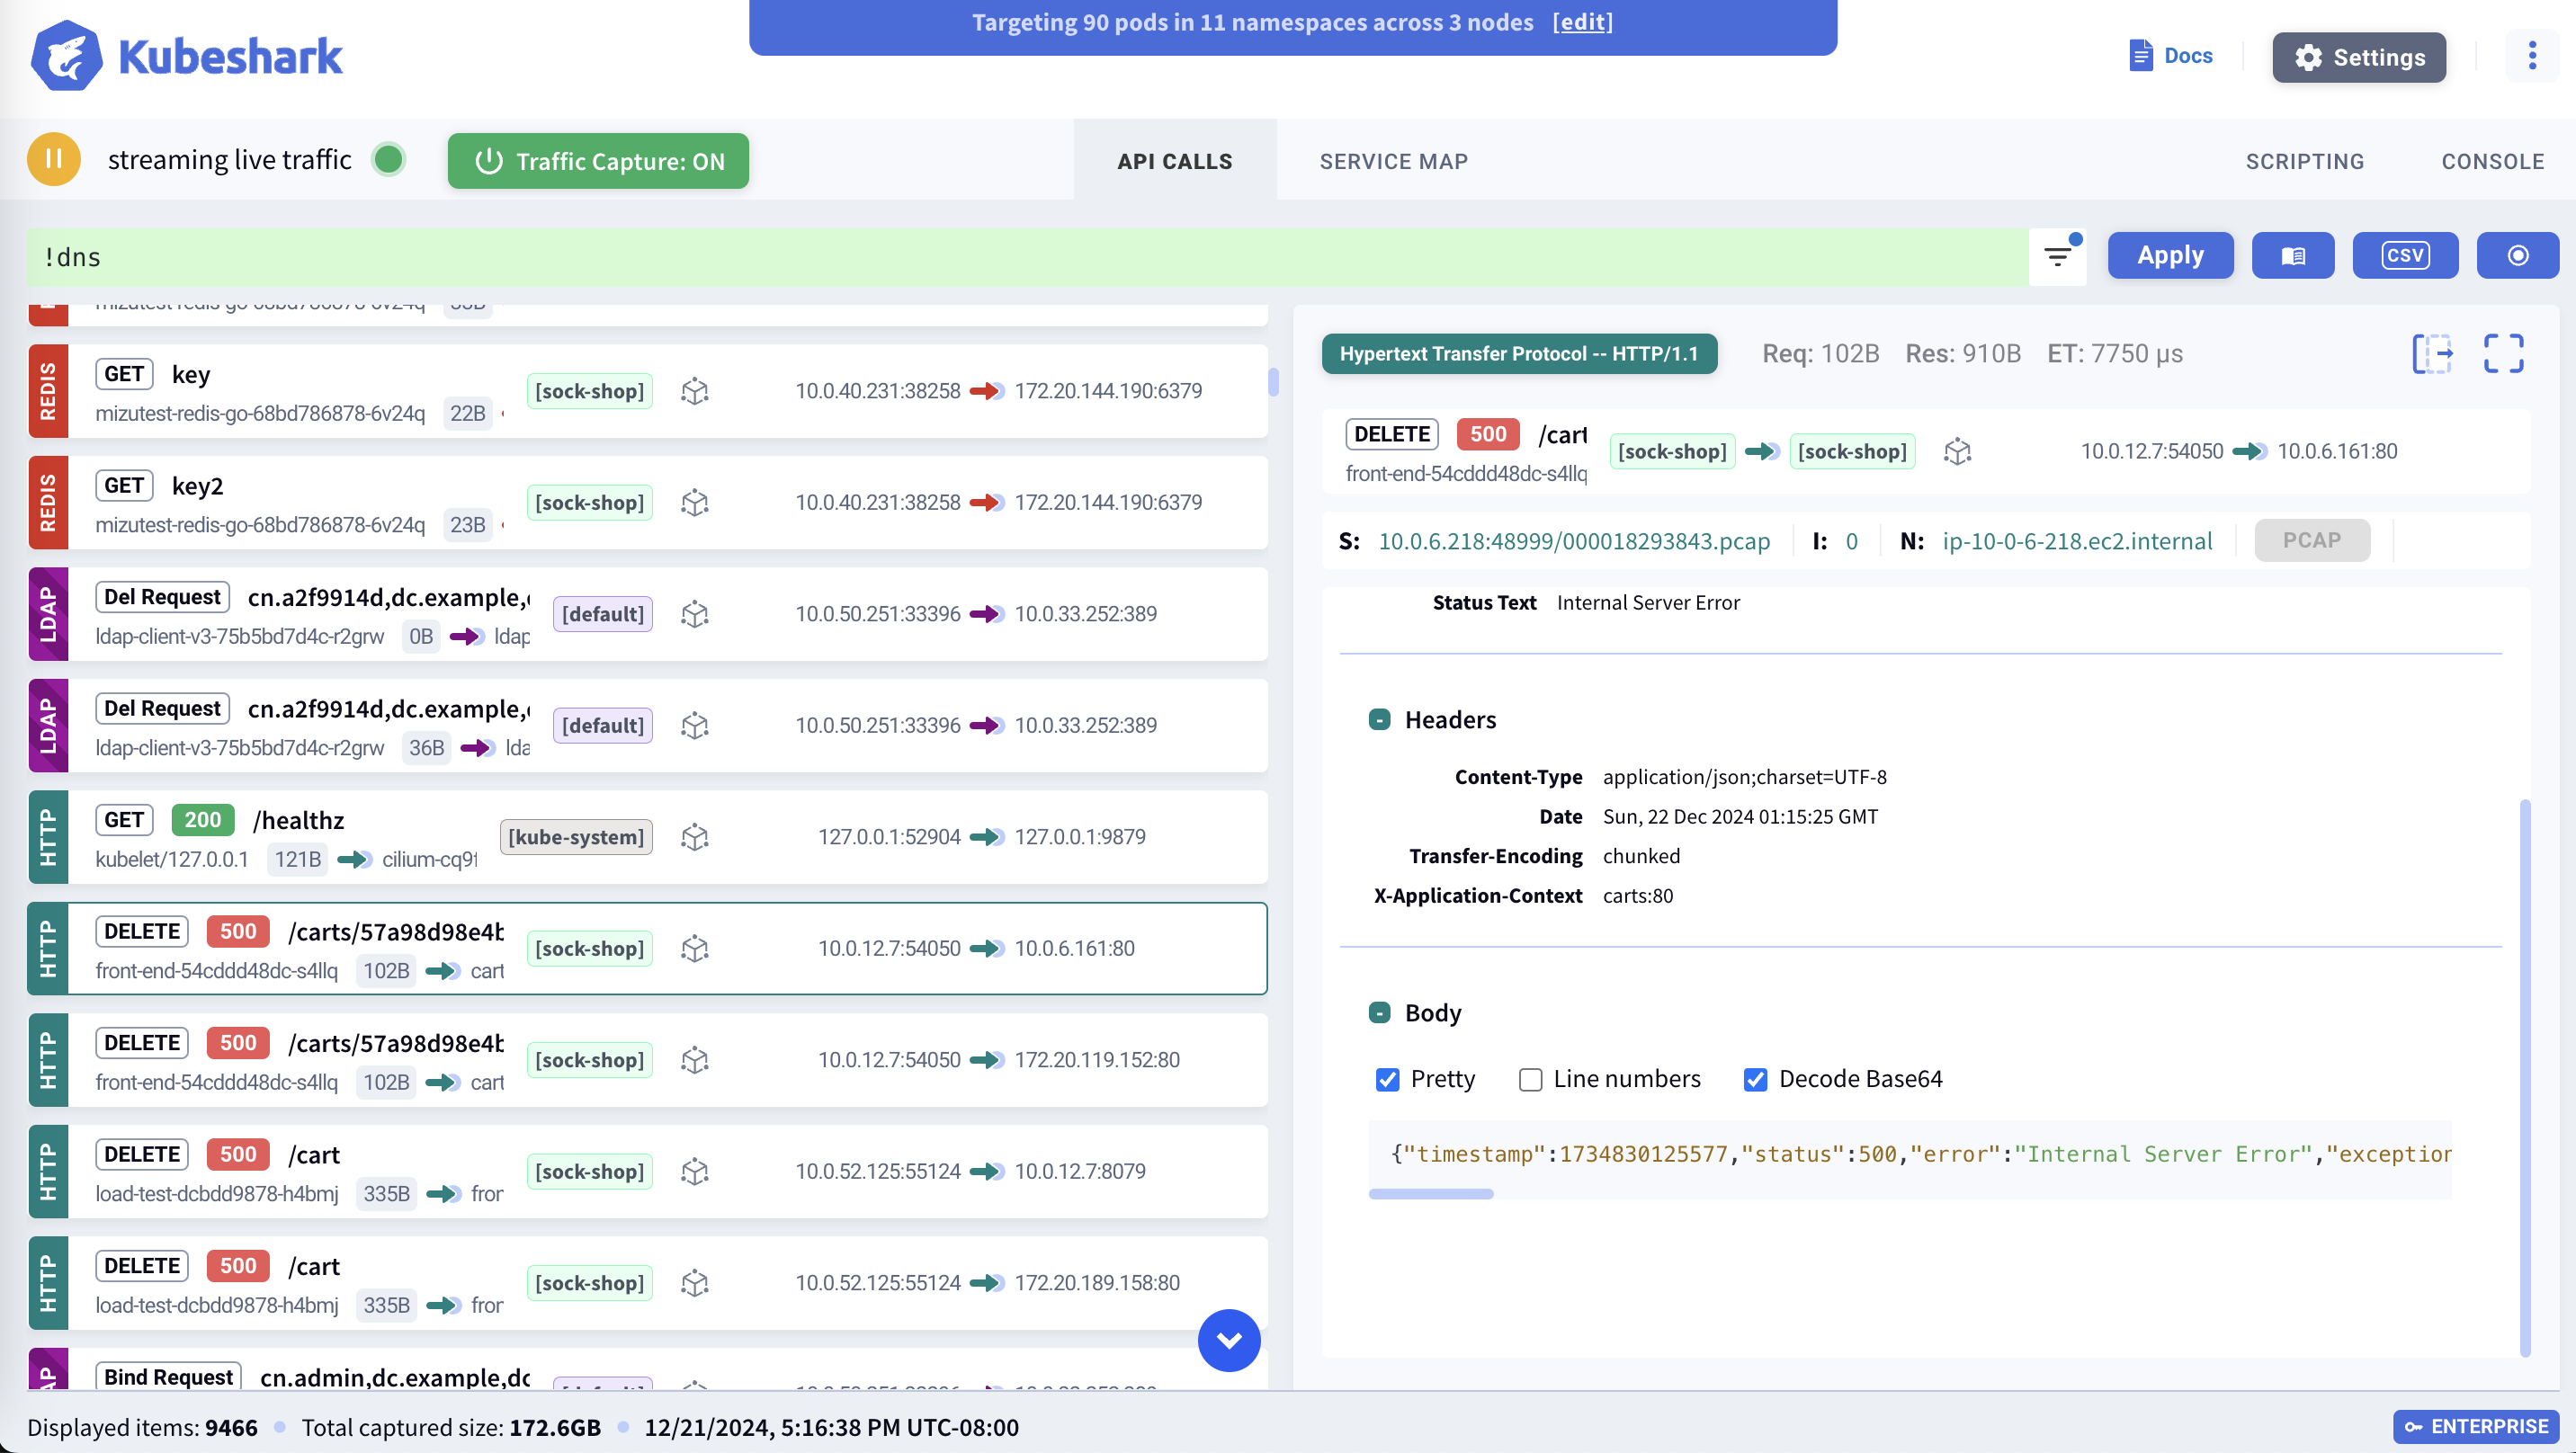 Targeting 90 pods in 11 namespaces across 3 nodes [edit]
Kubeshark
Docs
Settings
streaming live traffic
Traffic Capture: ON
API CALLS
SERVICE MAP
SCRIPTING
CONSOLE
!dns
Apply
CSV
mizutest-redis-go-68bd786878-6v24q
REDIS
GET key
mizutest-redis-go-68bd786878-6v24q 22B
[sock-shop]
10.0.40.231:38258 172.20.144.190:6379
REDIS
GET key2
mizutest-redis-go-68bd786878-6v24q 23B
[sock-shop]
10.0.40.231:38258 172.20.144.190:6379
LDAP
Del Request cn.a2f9914d,dc.example,
ldap-client-v3-75b5bd7d4c-r2grw 0B ldap
[default]
10.0.50.251:33396 10.0.33.252:389
LDAP
Del Request cn.a2f9914d,dc.example,
ldap-client-v3-75b5bd7d4c-r2grw 36B lda
[default]
10.0.50.251:33396 10.0.33.252:389
HTTP
GET 200 /healthz
kubelet/127.0.0.1 121B cilium-cq9f
[kube-system]
127.0.0.1:52904 127.0.0.1:9879
HTTP
DELETE 500 /carts/57a98d98e4b
front-end-54cddd48dc-s4llq 102B cart
[sock-shop]
10.0.12.7:54050 10.0.6.161:80
HTTP
DELETE 500 /carts/57a98d98e4b
front-end-54cddd48dc-s4llq 102B cart
[sock-shop]
10.0.12.7:54050 172.20.119.152:80
HTTP
DELETE 500 /cart
load-test-dcbdd9878-h4bmj 335B fron
[sock-shop]
10.0.52.125:55124 10.0.12.7:8079
HTTP
DELETE 500 /cart
load-test-dcbdd9878-h4bmj 335B fron
[sock-shop]
10.0.52.125:55124 172.20.189.158:80
Bind Request cn.admin,dc.example,dc
Hypertext Transfer Protocol -- HTTP/1.1
Req: 102B Res: 910B ET: 7750 µs
DELETE 500 /cart
front-end-54cddd48dc-s4llq
[sock-shop] [sock-shop]
10.0.12.7:54050 10.0.6.161:80
S: 10.0.6.218:48999/000018293843.pcap I: 0 N: ip-10-0-6-218.ec2.internal PCAP
Status Text Internal Server Error
- Headers
Content-Type application/json;charset=UTF-8
Date Sun, 22 Dec 2024 01:15:25 GMT
Transfer-Encoding chunked
X-Application-Context carts:80
- Body
Pretty Line numbers Decode Base64
{"timestamp":1734830125577,"status":500,"error":"Internal Server Error","exception
Displayed items: 9466 Total captured size: 172.6GB 12/21/2024, 5:16:38 PM UTC-08:00
ENTERPRISE